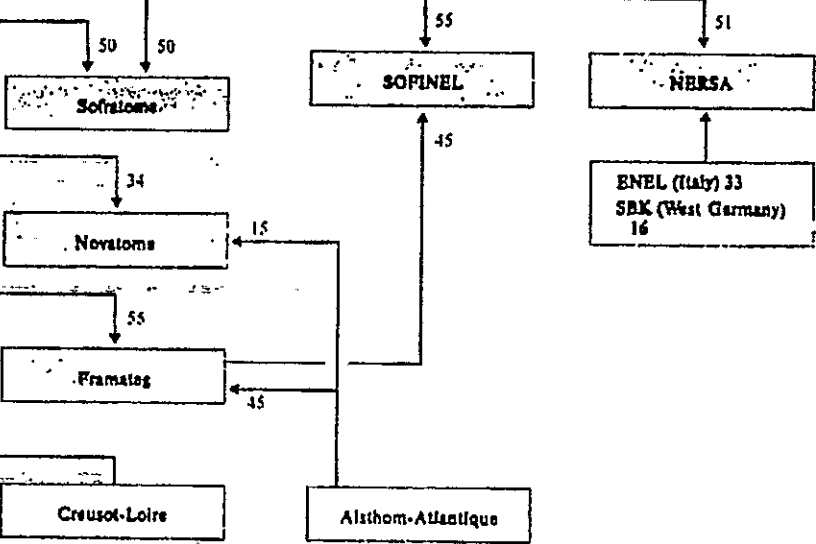 55
51
50
50
SOFINEL
NERSA
Sofratome
45
34
ENEL (Italy) 33
SBK (West Germany)
16
15
Novatome
55
Framateg
45
Creusot-Loire
Alsthom-Atlantique